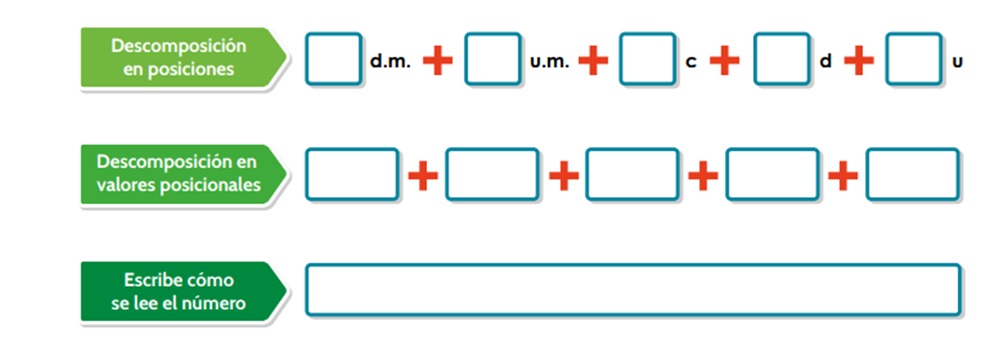 Descomposición
en posiciones
d.m. + u.m. + c + d + u
Descomposición en
valores posicionales
+ + + +
Escribe cómo
se lee el número